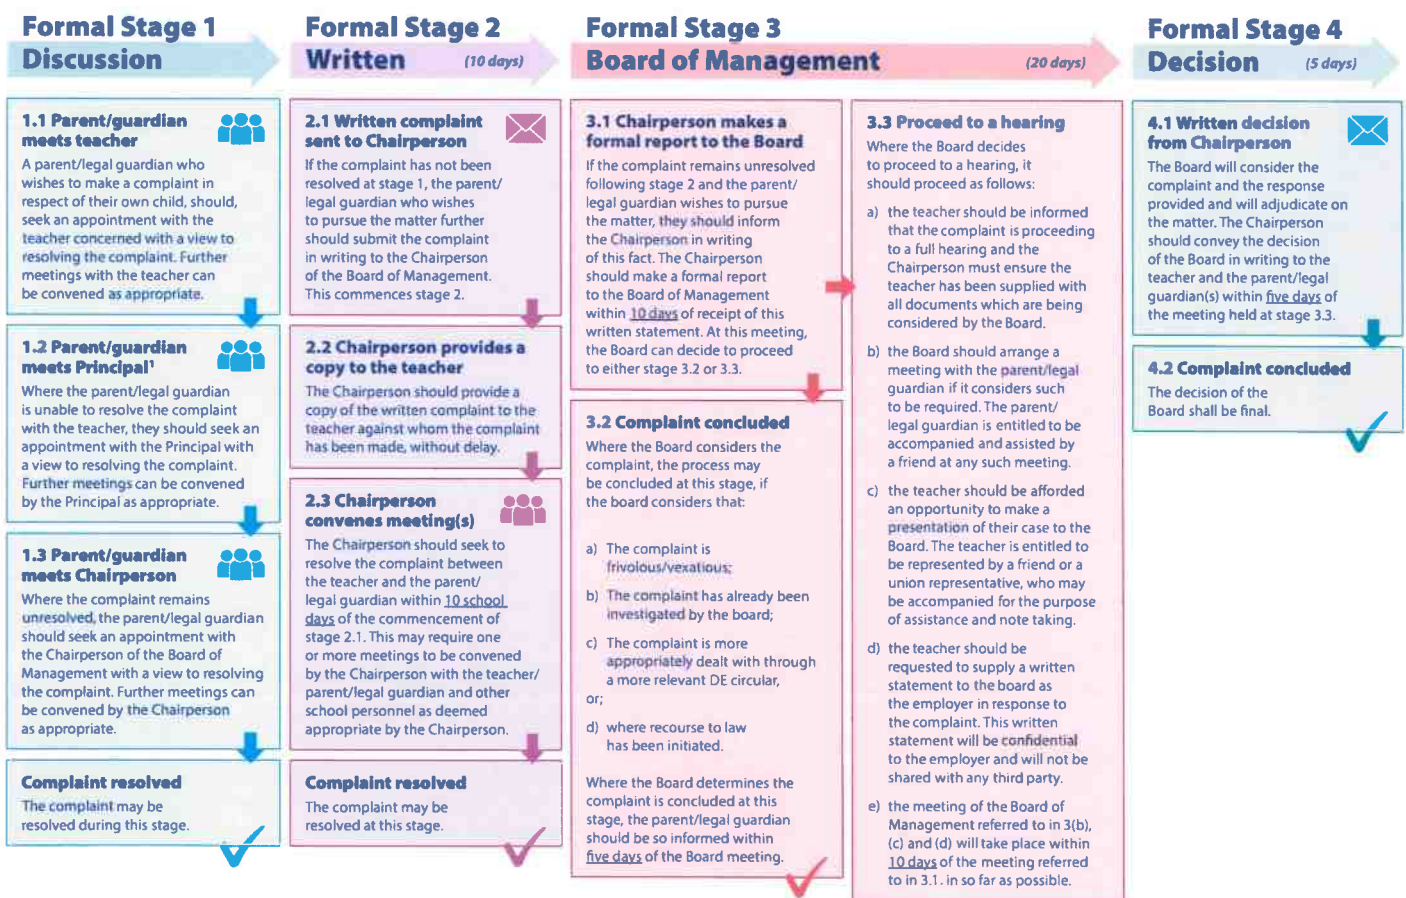 Formal Stage 1
Discussion
1.1 Parent/guardian
meets teacher
A parent/legal guardian who
wishes to make a complaint in
respect of their own child, should,
seek an appointment with the
teacher concerned with a view to
resolving the complaint. Further
meetings with the teacher can
be convened as appropriate.
1.2 Parent/guardian
meets Principal¹
Where the parent/legal guardian
is unable to resolve the complaint
with the teacher, they should seek an
appointment with the Principal with
a view to resolving the complaint.
Further meetings can be convened
by the Principal as appropriate.
1.3 Parent/guardian
meets Chairperson
Where the complaint remains
unresolved, the parent/legal guardian
should seek an appointment with
the Chairperson of the Board of
Management with a view to resolving
the complaint. Further meetings can
be convened by the Chairperson
as appropriate.
Complaint resolved
The complaint may be
resolved during this stage.
Formal Stage 2
Written (10 days)
2.1 Written complaint
sent to Chairperson
If the complaint has not been
resolved at stage 1, the parent/
legal guardian who wishes
to pursue the matter further
should submit the complaint
in writing to the Chairperson
of the Board of Management.
This commences stage 2.
2.2 Chairperson provides a
copy to the teacher
The Chairperson should provide a
copy of the written complaint to the
teacher against whom the complaint
has been made, without delay.
2.3 Chairperson
convenes meeting(s)
The Chairperson should seek to
resolve the complaint between
the teacher and the parent/
legal guardian within 10 school
days of the commencement of
stage 2.1. This may require one
or more meetings to be convened
by the Chairperson with the teacher/
parent/legal guardian and other
school personnel as deemed
appropriate by the Chairperson.
Complaint resolved
The complaint may be
resolved at this stage.
Formal Stage 3
Board of Management (20 days)
3.1 Chairperson makes a
formal report to the Board
If the complaint remains unresolved
following stage 2 and the parent/
legal guardian wishes to pursue
the matter, they should inform
the Chairperson in writing
of this fact. The Chairperson
should make a formal report
to the Board of Management
within 10 days of receipt of this
written statement. At this meeting,
the Board can decide to proceed
to either stage 3.2 or 3.3.
3.2 Complaint concluded
Where the Board considers the
complaint, the process may
be concluded at this stage, if
the board considers that:
a) The complaint is
frivolous/vexatious;
b) The complaint has already been
investigated by the board;
c) The complaint is more
appropriately dealt with through
a more relevant DE circular,
or;
d) where recourse to law
has been initiated.
Where the Board determines the
complaint is concluded at this
stage, the parent/legal guardian
should be so informed within
five days of the Board meeting.
3.3 Proceed to a hearing
Where the Board decides
to proceed to a hearing, it
should proceed as follows:
a) the teacher should be informed
that the complaint is proceeding
to a full hearing and the
Chairperson must ensure the
teacher has been supplied with
all documents which are being
considered by the Board.
b) the Board should arrange a
meeting with the parent/legal
guardian if it considers such
to be required. The parent/
legal guardian is entitled to be
accompanied and assisted by
a friend at any such meeting.
c) the teacher should be afforded
an opportunity to make a
presentation of their case to the
Board. The teacher is entitled to
be represented by a friend or a
union representative, who may
be accompanied for the purpose
of assistance and note taking.
d) the teacher should be
requested to supply a written
statement to the board as
the employer in response to
the complaint. This written
statement will be confidential
to the employer and will not be
shared with any third party.
e) the meeting of the Board of
Management referred to in 3(b),
(c) and (d) will take place within
10 days of the meeting referred
to in 3.1. in so far as possible.
Formal Stage 4
Decision (5 days)
4.1 Written decision
from Chairperson
The Board will consider the
complaint and the response
provided and will adjudicate on
the matter. The Chairperson
should convey the decision
of the Board in writing to the
teacher and the parent/legal
guardian(s) within five days of
the meeting held at stage 3.3.
4.2 Complaint concluded
The decision of the
Board shall be final.